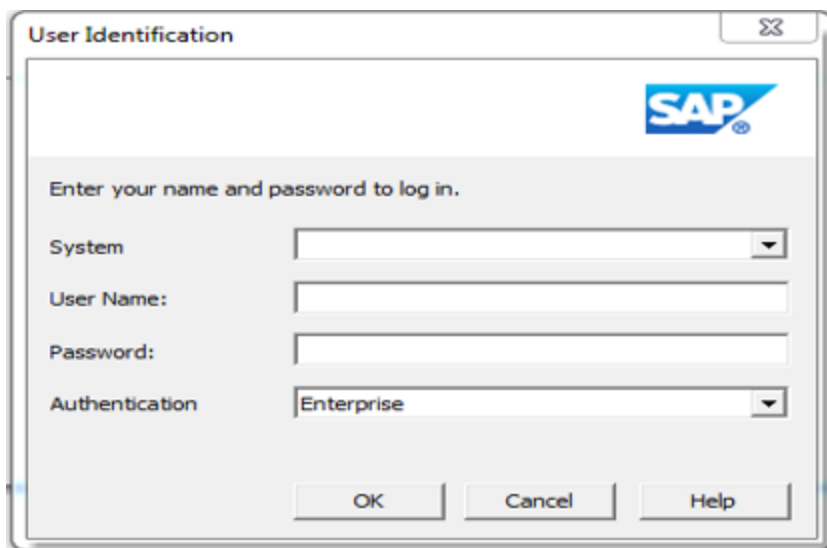 User Identification
SAP®
Enter your name and password to log in.
System
User Name:
Password:
Authentication Enterprise
OK Cancel Help